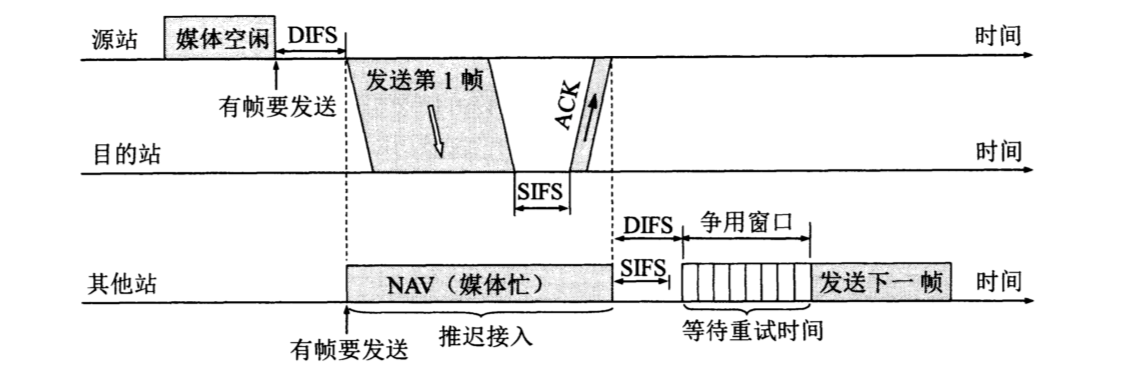 源站
媒体空闲
DIFS
时间
有帧要发送
发送第1帧
ACK
目的站
时间
SIFS
DIFS
争用窗口
其他站
NAV（媒体忙）
SIFS
发送下一帧
时间
有帧要发送
推迟接入
等待重试时间